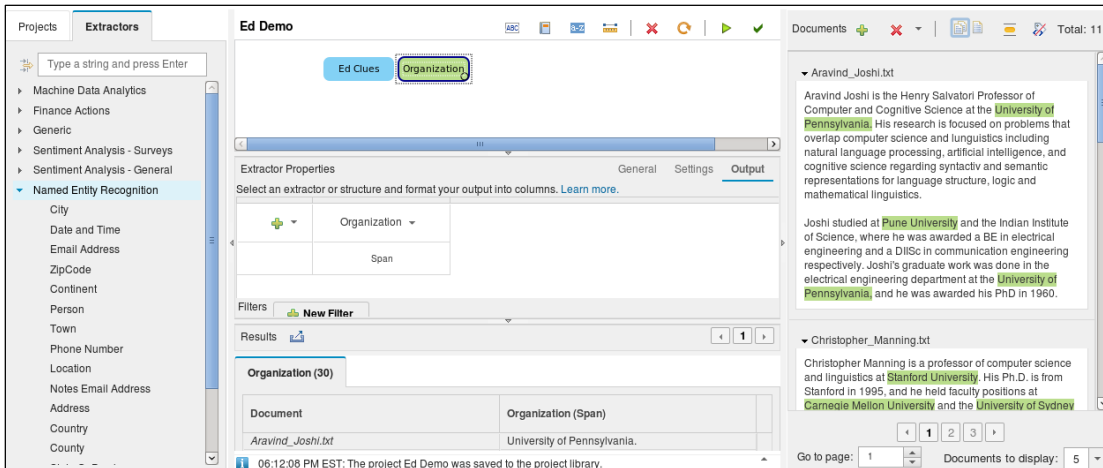 Projects
Extractors
Type a string and press Enter
Machine Data Analytics
Finance Actions
Generic
Sentiment Analysis - Surveys
Sentiment Analysis - General
Named Entity Recognition
City
Date and Time
Email Address
ZipCode
Continent
Person
Town
Phone Number
Location
Notes Email Address
Address
Country
County
Ed Demo
ABC
Ed Clues
Organization
Extractor Properties
General
Settings
Output
Select an extractor or structure and format your output into columns. Learn more.
Organization
Span
Filters
New Filter
Results
1
Organization (30)
Document
Organization (Span)
Aravind_Joshi.txt
University of Pennsylvania.
06:12:08 PM EST: The project Ed Demo was saved to the project library.
Documents
Total: 11
Aravind_Joshi.txt
Aravind Joshi is the Henry Salvatori Professor of
Computer and Cognitive Science at the University of
Pennsylvania. His research is focused on problems that
overlap computer science and lunguistics including
natural language processing, artificial intelligence, and
cognitive science regarding syntactiv and semantic
representations for language structure, logic and
mathematical linguistics.
Joshi studied at Pune University and the Indian Institute
of Science, where he was awarded a BE in electrical
engineering and a DIISc in communication engineering
respectively. Joshi's graduate work was done in the
electrical engineering department at the University of
Pennsylvania, and he was awarded his PhD in 1960.
Christopher_Manning.txt
Christopher Manning is a professor of computer science
and linguistics at Stanford University. His Ph.D. is from
Stanford in 1995, and he held faculty positions at
Carnegie Mellon University and the University of Sydney
1 2 3
Go to page: 1
Documents to display: 5